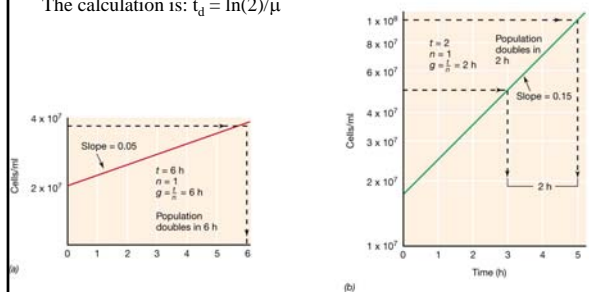 The calculation is: t_d = ln(2)/μ
4 x 10⁷
2 x 10⁷
Cells/ml
Slope = 0.05
t = 6 h
n = 1
g = t/n = 6 h
Population
doubles in 6 h
0 1 2 3 4 5 6
(a)
1 x 10⁸
8 x 10⁷
6 x 10⁷
4 x 10⁷
3 x 10⁷
2 x 10⁷
1 x 10⁷
Cells/ml
t = 2
n = 1
g = t/n = 2 h
Population
doubles in
2 h
Slope = 0.15
2 h
0 1 2 3 4 5
Time (h)
(b)